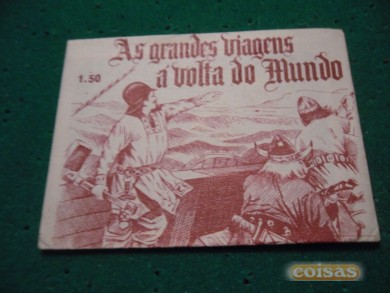 As grandes viagens
a volta do Mundo
1.50
coisas